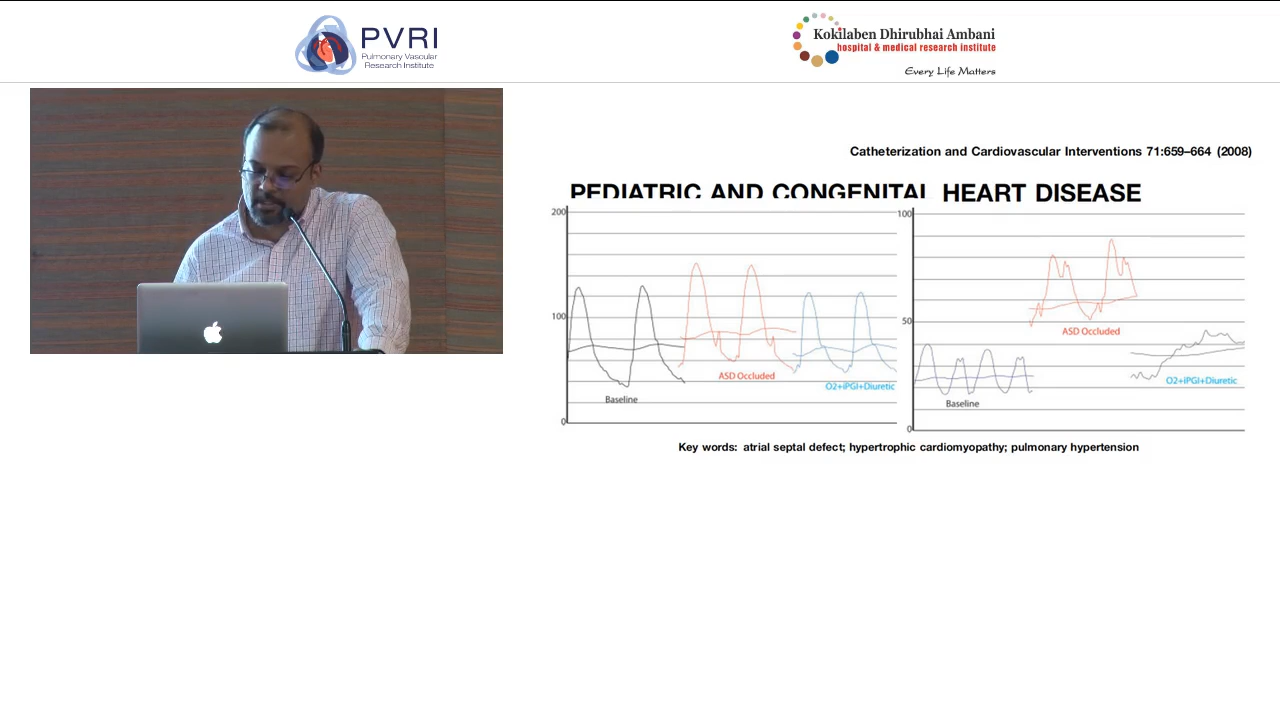 PVRI
Pulmonary Vascular
Research Institute
Kokilaben Dhirubhai Ambani
hospital & medical research institute
Every Life Matters
Catheterization and Cardiovascular Interventions 71:659–664 (2008)
PEDIATRIC AND CONGENITAL HEART DISEASE
200
100
0
Baseline
ASD Occluded
O2+iPGI+Diuretic
100
50
0
Baseline
ASD Occluded
O2+iPGI+Diuretic
Key words: atrial septal defect; hypertrophic cardiomyopathy; pulmonary hypertension